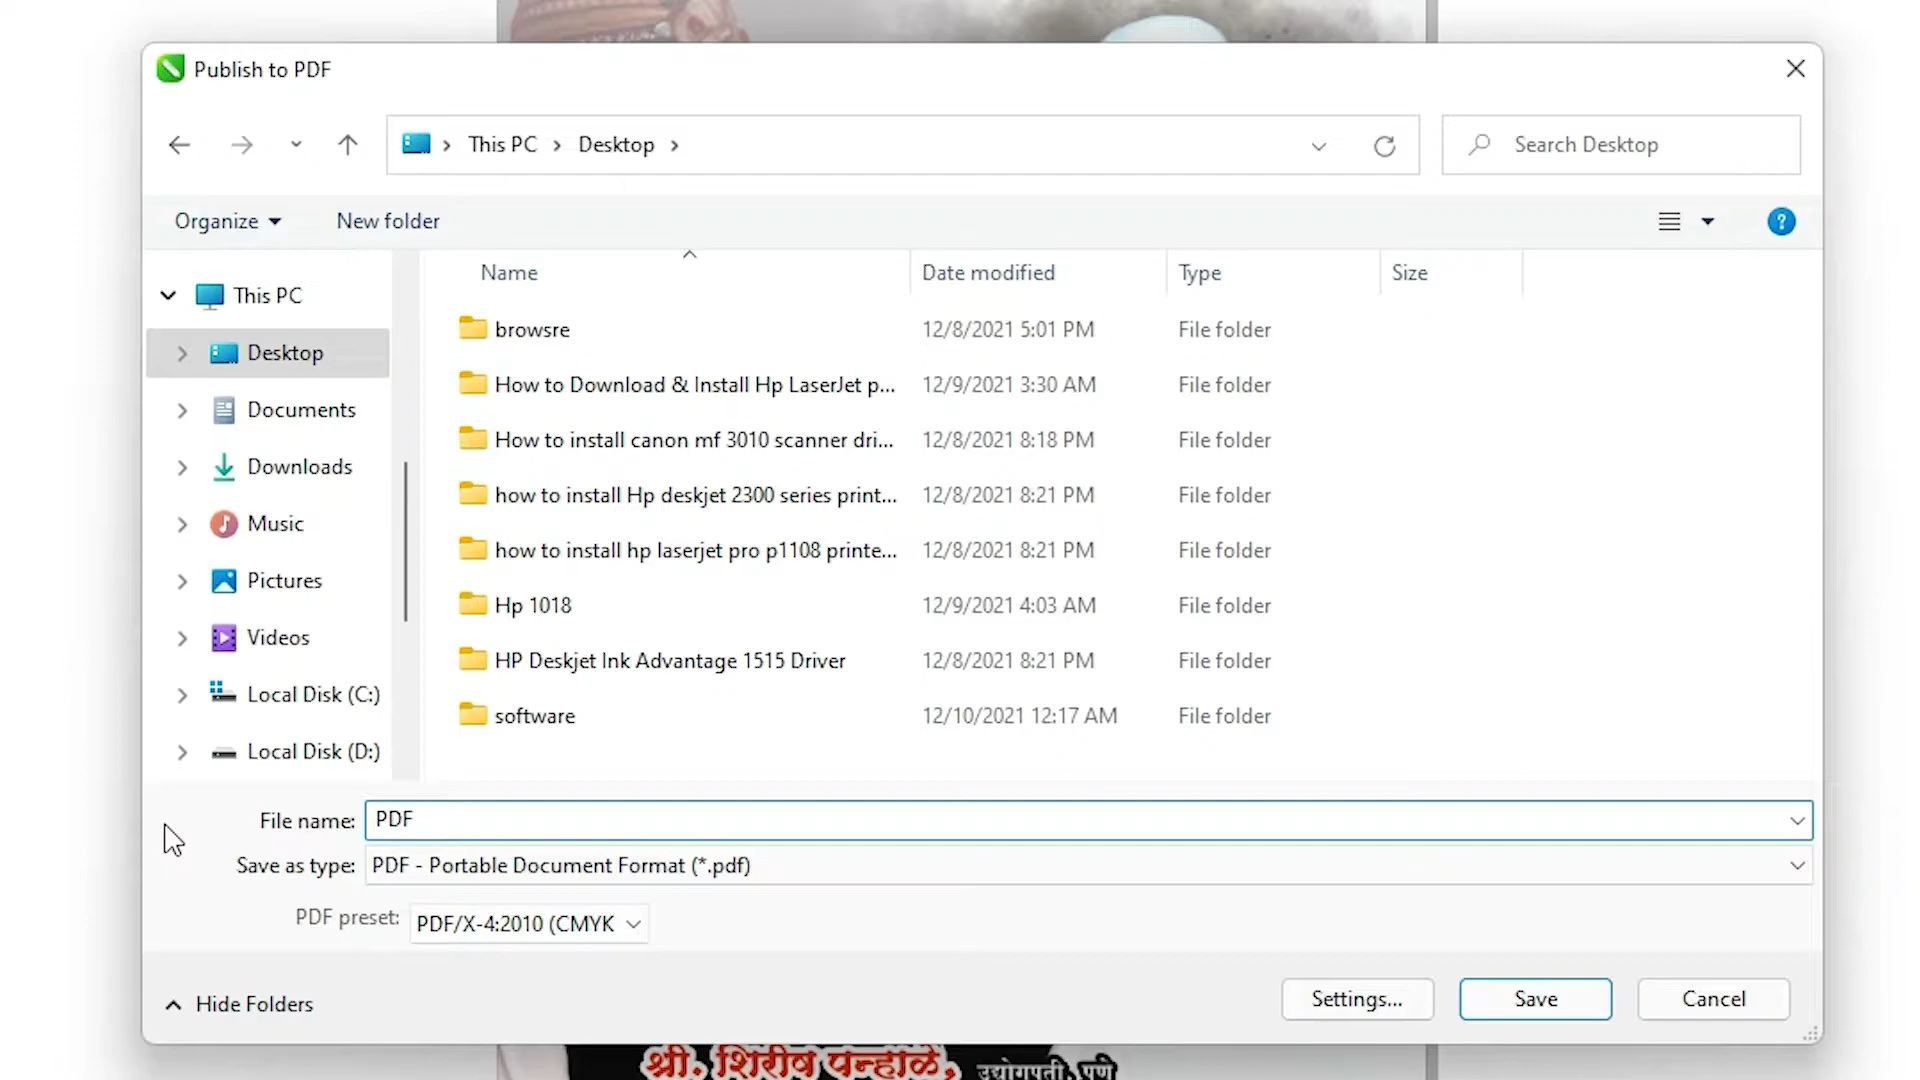 Publish to PDF
This PC
Desktop
Search Desktop
Organize
New folder
Name
Date modified
Type
Size
This PC
Desktop
Documents
Downloads
Music
Pictures
Videos
Local Disk (C:)
Local Disk (D:)
browsre 12/8/2021 5:01 PM File folder
How to Download & Install Hp LaserJet p... 12/9/2021 3:30 AM File folder
How to install canon mf 3010 scanner dri... 12/8/2021 8:18 PM File folder
how to install Hp deskjet 2300 series print... 12/8/2021 8:21 PM File folder
how to install hp laserjet pro p1108 printe... 12/8/2021 8:21 PM File folder
Hp 1018 12/9/2021 4:03 AM File folder
HP Deskjet Ink Advantage 1515 Driver 12/8/2021 8:21 PM File folder
software 12/10/2021 12:17 AM File folder
File name: PDF
Save as type: PDF - Portable Document Format (*.pdf)
PDF preset: PDF/X-4:2010 (CMYK
Hide Folders
Settings...
Save
Cancel
श्री. शिरीष पन्हाळे, उद्योगपती, पुणे